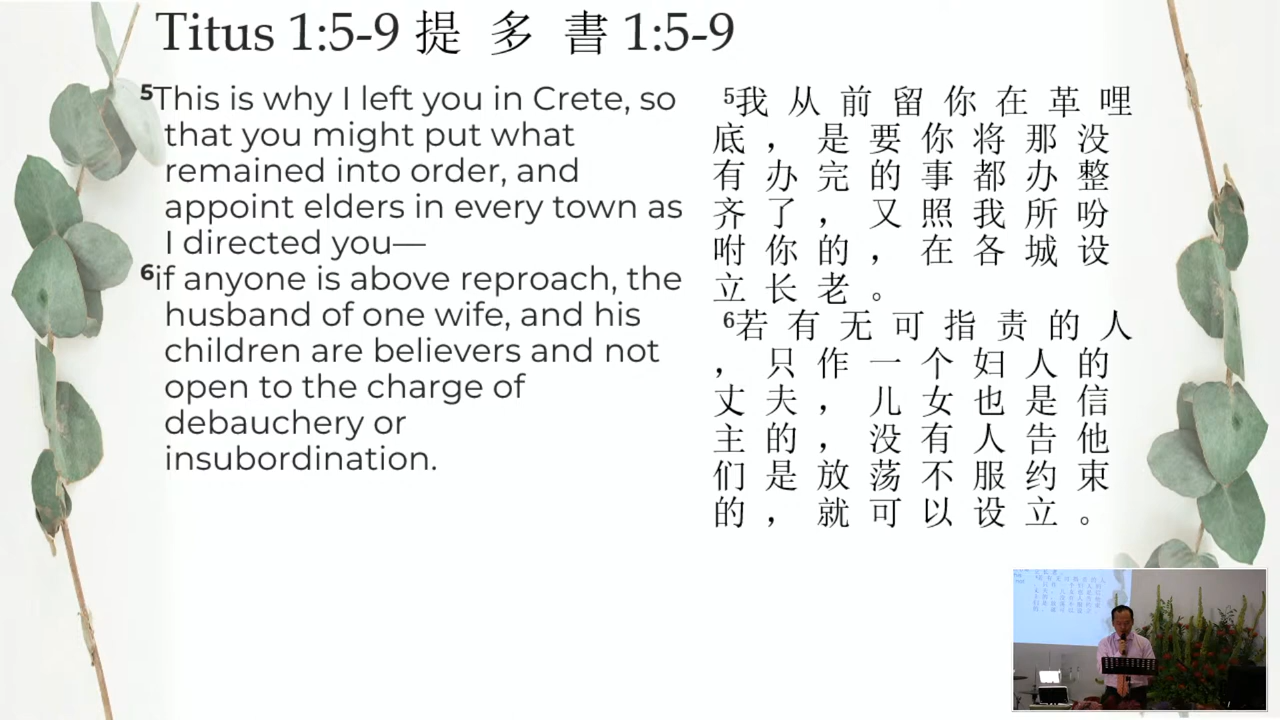 Titus 1:5-9 提 多 書 1:5-9
⁵This is why I left you in Crete, so
that you might put what
remained into order, and
appoint elders in every town as
I directed you—
⁶if anyone is above reproach, the
husband of one wife, and his
children are believers and not
open to the charge of
debauchery or
insubordination.
⁵我 从 前 留 你 在 革 哩
底 ， 是 要 你 将 那 没
有 办 完 的 事 都 办 整
齐 了 ， 又 照 我 所 吩
咐 你 的 ， 在 各 城 设
立 长 老 。
⁶若 有 无 可 指 责 的 人
， 只 作 一 个 妇 人 的
丈 夫 ， 儿 女 也 是 信
主 的 ， 没 有 人 告 他
们 是 放 荡 不 服 约 束
的 ， 就 可 以 设 立 。